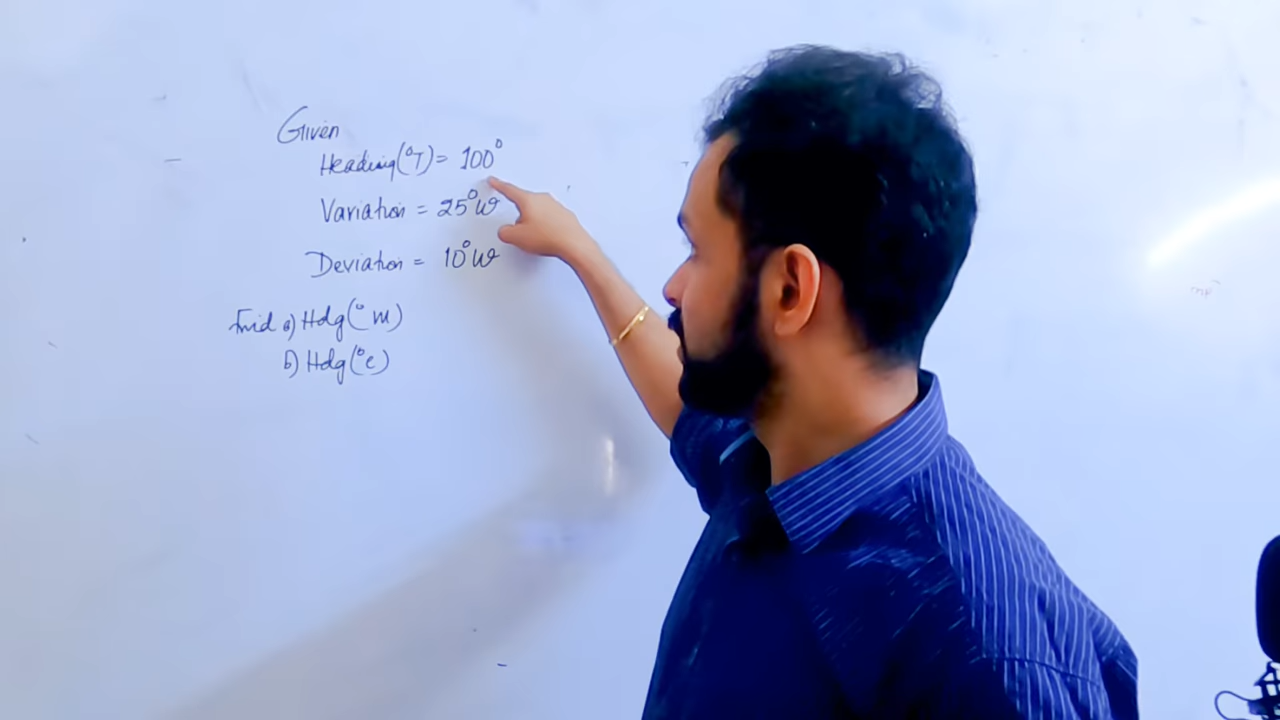 Given
Heading(°T)= 100°
Variation = 25°W
Deviation = 10°W
Find a) Hdg(°m)
b) Hdg(°c)